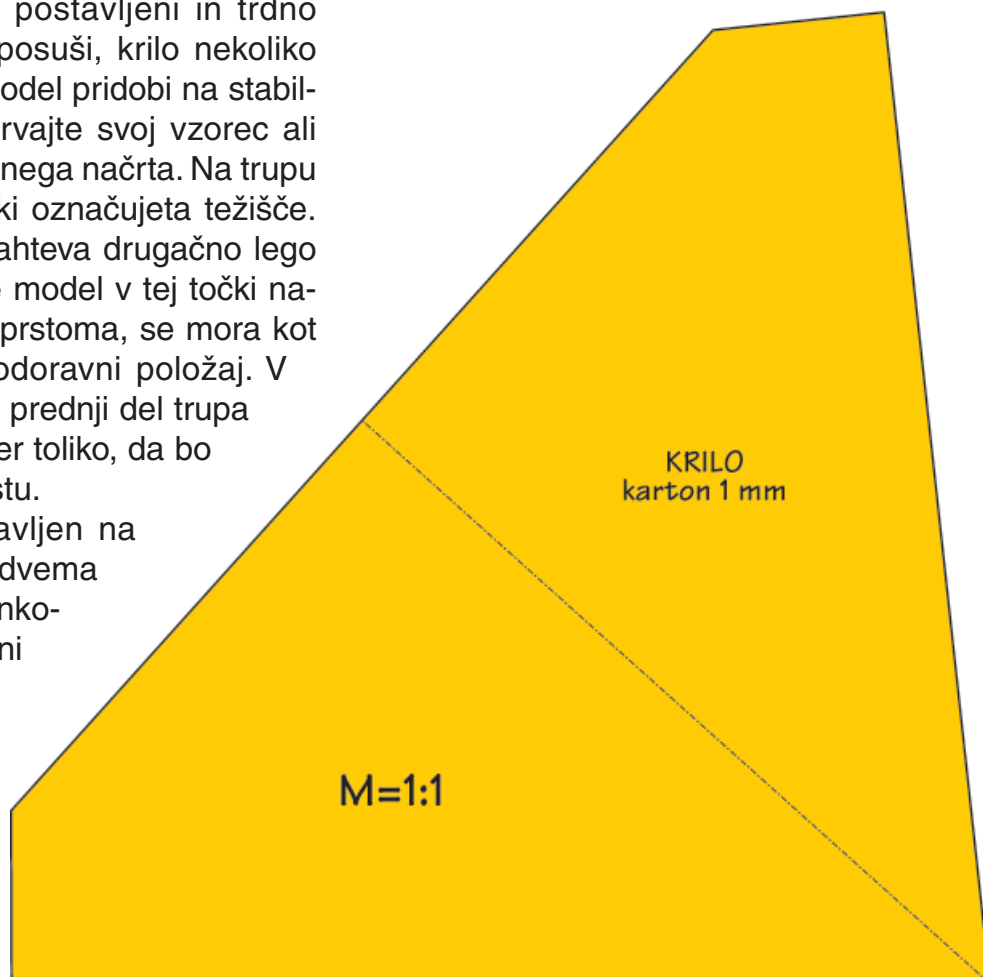 postavljeni in trdno
posuši, krilo nekoliko
odel pridobi na stabil-
rvajte svoj vzorec ali
nega načrta. Na trupu
ki označujeta težišče.
ahteva drugačno lego
e model v tej točki na-
prstoma, se mora kot
odoravni položaj. V
prednji del trupa
er toliko, da bo
stu.
avljen na
dvema
nko-
ni
KRILO
karton 1 mm
M=1:1